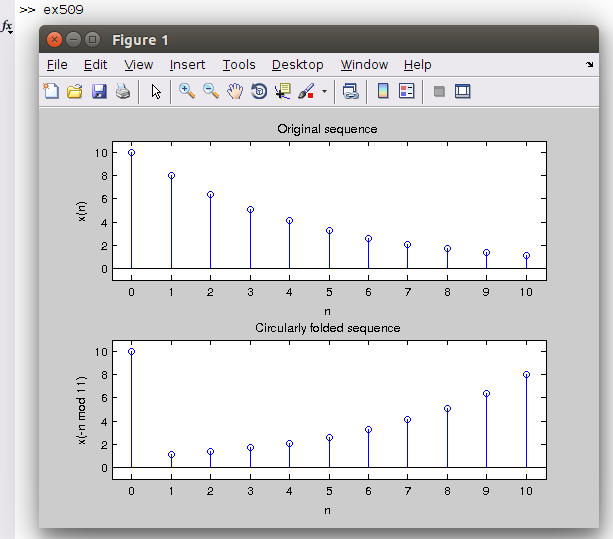 >> ex509
fx
Figure 1
File Edit View Insert Tools Desktop Window Help
Original sequence
10
8
6
4
2
0
x(n)
0 1 2 3 4 5 6 7 8 9 10
n
Circularly folded sequence
10
8
6
4
2
0
x(-n mod 11)
0 1 2 3 4 5 6 7 8 9 10
n